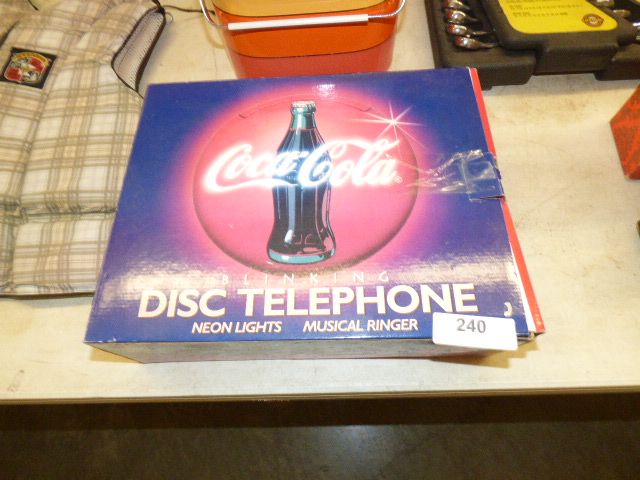 Coca-Cola
BLINKING
DISC TELEPHONE
NEON LIGHTS MUSICAL RINGER
240